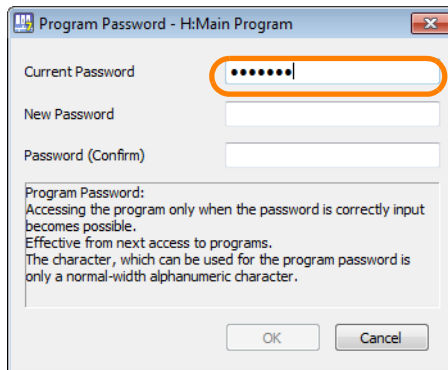 Program Password - H:Main Program
Current Password •••••••
New Password
Password (Confirm)
Program Password:
Accessing the program only when the password is correctly input
becomes possible.
Effective from next access to programs.
The character, which can be used for the program password is
only a normal-width alphanumeric character.
OK Cancel